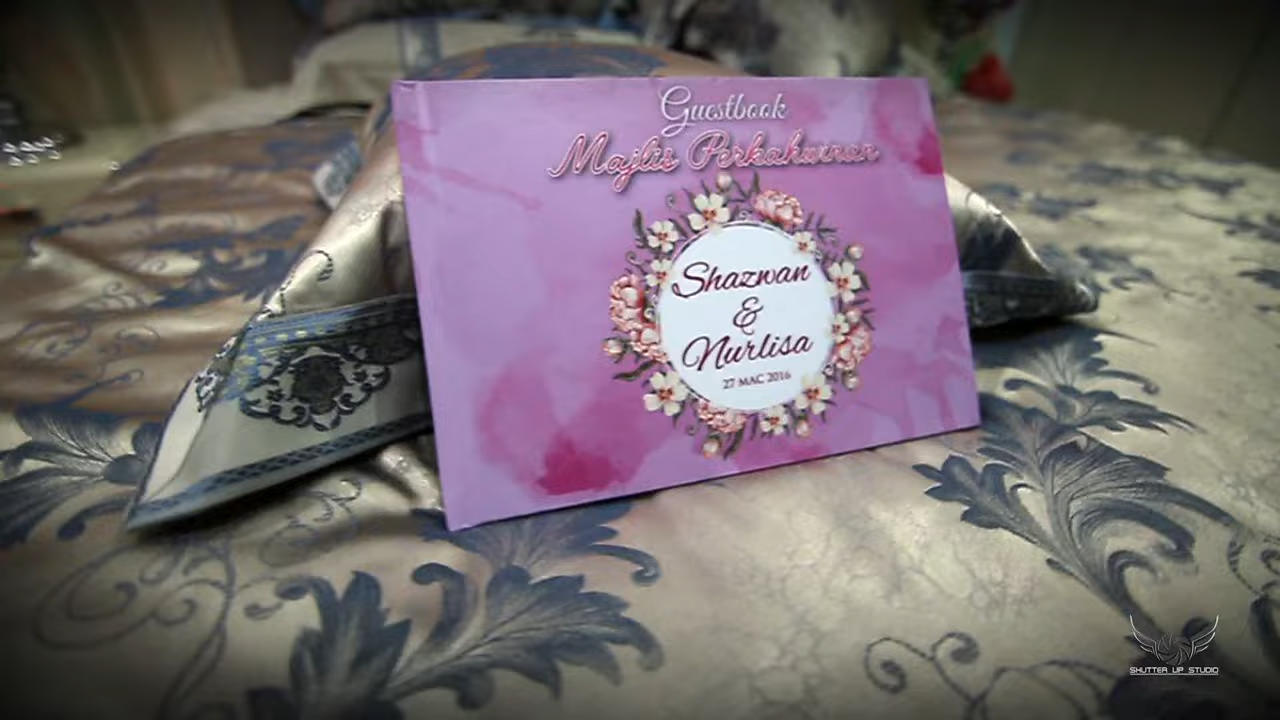 Guestbook
Majlis Perkahwinan
Shazwan
&
Nurlisa
27 MAC 2016
SHUTTER UP STUDIO